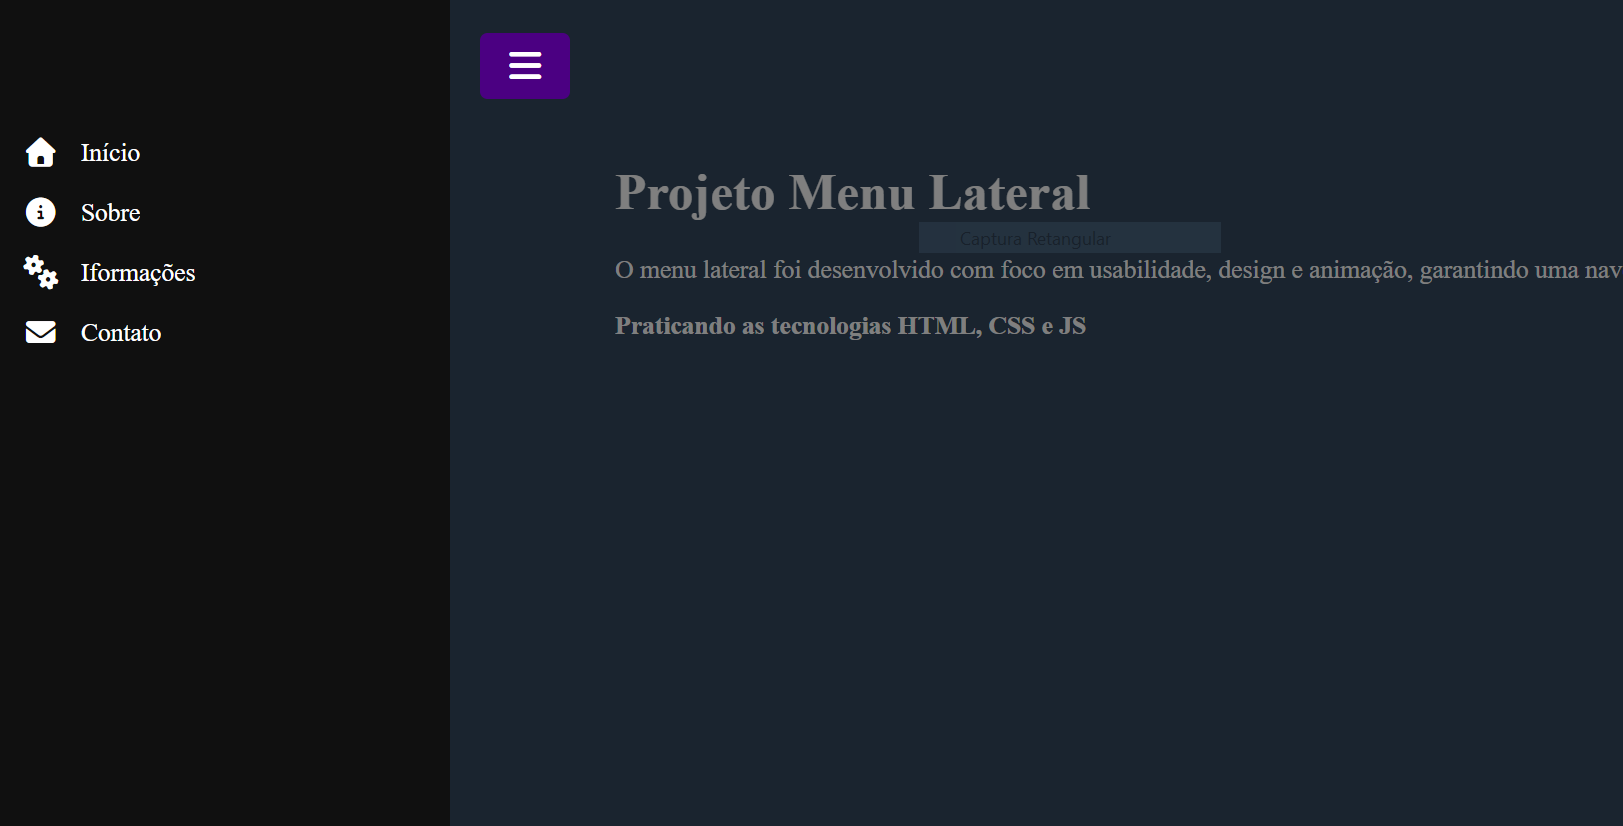 Início
Sobre
Iformações
Contato
Projeto Menu Lateral
Captura Retangular
O menu lateral foi desenvolvido com foco em usabilidade, design e animação, garantindo uma nav
Praticando as tecnologias HTML, CSS e JS